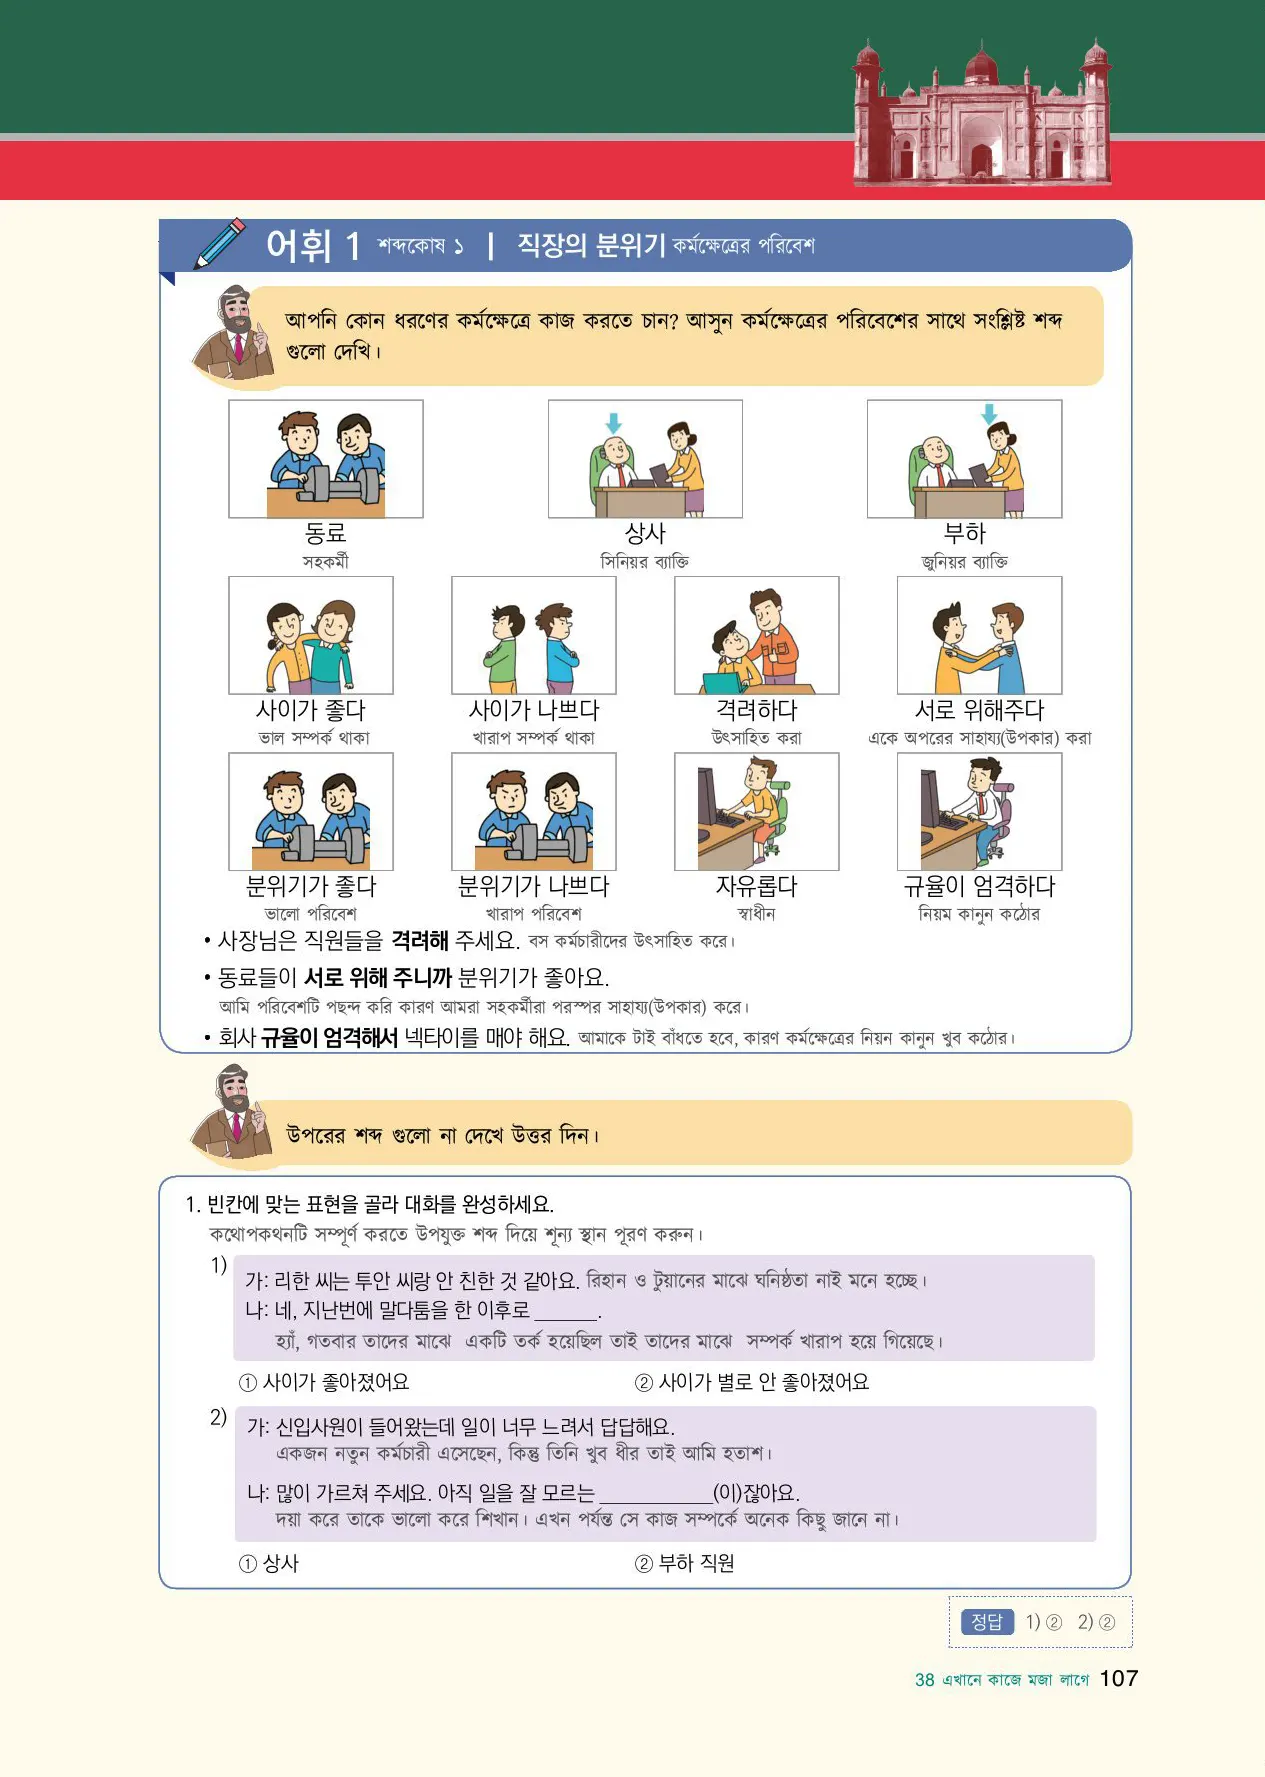 어휘 1 শব্দকোষ ১ | 직장의 분위기 কর্মক্ষেত্রের পরিবেশ
আপনি কোন ধরণের কর্মক্ষেত্রে কাজ করতে চান? আসুন কর্মক্ষেত্রের পরিবেশের সাথে সংশ্লিষ্ট শব্দ
গুলো দেখি।
동료 상사 부하
সহকর্মী সিনিয়র ব্যাক্তি জুনিয়র ব্যাক্তি
사이가 좋다 사이가 나쁘다 격려하다 서로 위해주다
ভাল সম্পর্ক থাকা খারাপ সম্পর্ক থাকা উৎসাহিত করা একে অপরের সাহায্য(উপকার) করা
분위기가 좋다 분위기가 나쁘다 자유롭다 규율이 엄격하다
ভালো পরিবেশ খারাপ পরিবেশ স্বাধীন নিয়ম কানুন কঠোর
• 사장님은 직원들을 격려해 주세요. বস কর্মচারীদের উৎসাহিত করে।
• 동료들이 서로 위해 주니까 분위기가 좋아요.
আমি পরিবেশটি পছন্দ করি কারণ আমরা সহকর্মীরা পরস্পর সাহায্য(উপকার) করে।
• 회사 규율이 엄격해서 넥타이를 매야 해요. আমাকে টাই বাঁধতে হবে, কারণ কর্মক্ষেত্রের নিয়ন কানুন খুব কঠোর।
উপরের শব্দ গুলো না দেখে উত্তর দিন।
1. 빈칸에 맞는 표현을 골라 대화를 완성하세요.
কথোপকথনটি সম্পূর্ণ করতে উপযুক্ত শব্দ দিয়ে শূন্য স্থান পূরণ করুন।
1)
가: 리한 씨는 투안 씨랑 안 친한 것 같아요. রিহান ও টুয়ানের মাঝে ঘনিষ্ঠতা নাই মনে হচ্ছে।
나: 네, 지난번에 말다툼을 한 이후로 ______.
হ্যাঁ, গতবার তাদের মাঝে একটি তর্ক হয়েছিল তাই তাদের মাঝে সম্পর্ক খারাপ হয়ে গিয়েছে।
① 사이가 좋아졌어요 ② 사이가 별로 안 좋아졌어요
2)
가: 신입사원이 들어왔는데 일이 너무 느려서 답답해요.
একজন নতুন কর্মচারী এসেছেন, কিন্তু তিনি খুব ধীর তাই আমি হতাশ।
나: 많이 가르쳐 주세요. 아직 일을 잘 모르는 ___________(이)잖아요.
দয়া করে তাকে ভালো করে শিখান। এখন পর্যন্ত সে কাজ সম্পর্কে অনেক কিছু জানে না।
① 상사 ② 부하 직원
정답 1) ② 2) ②
38 এখানে কাজে মজা লাগে 107